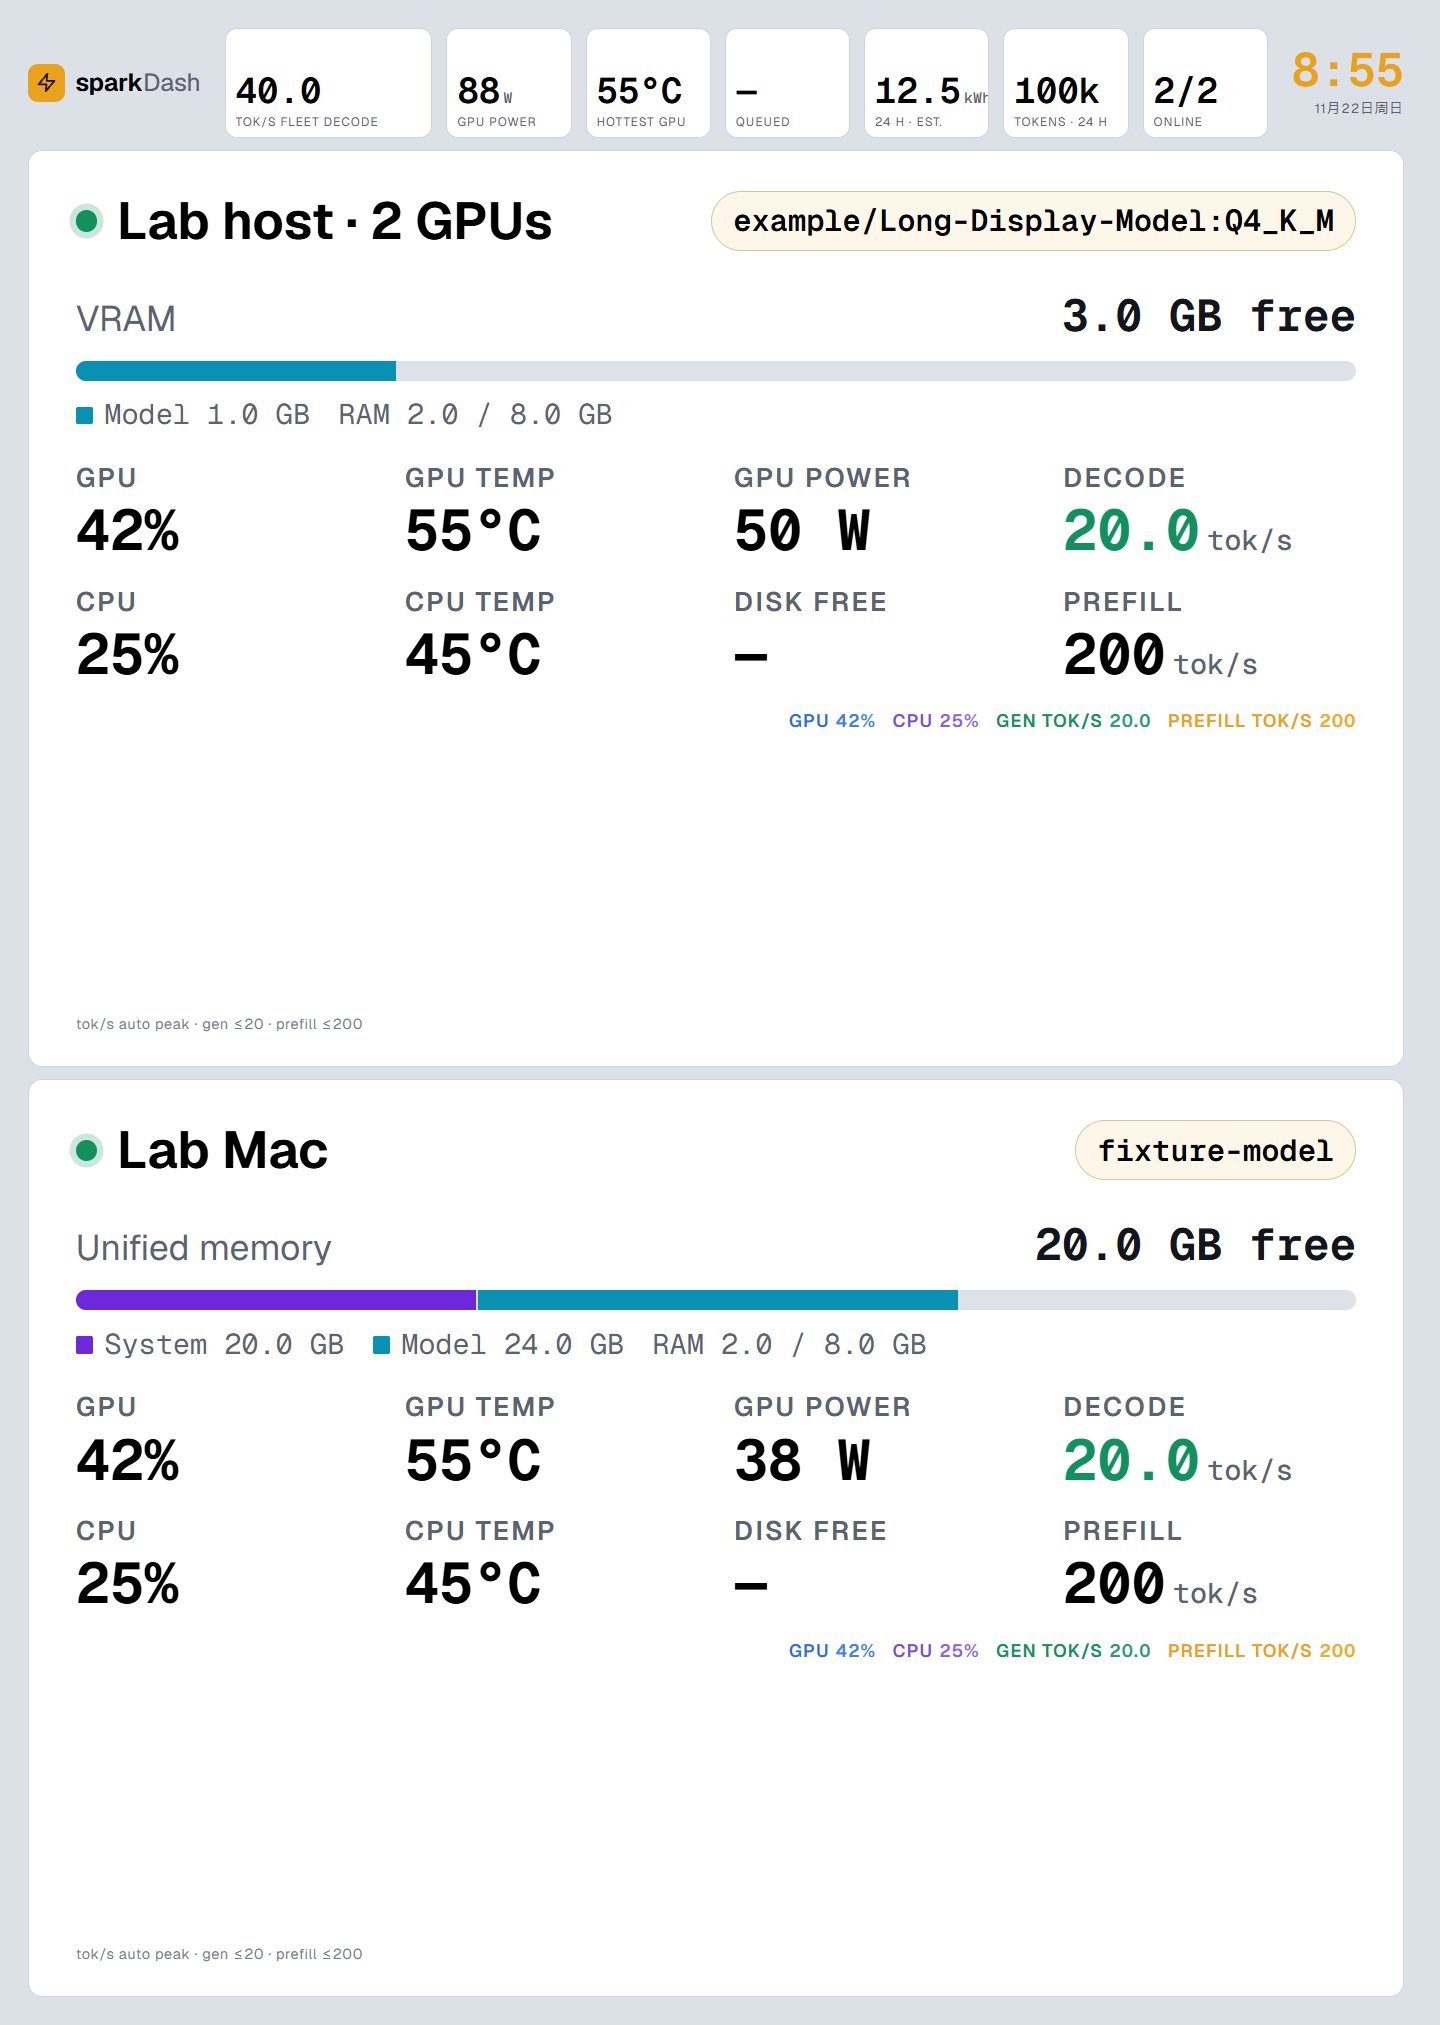 sparkDash
40.0
TOK/S FLEET DECODE
88 W
GPU POWER
55°C
HOTTEST GPU
–
QUEUED
12.5 kWh
24 H · EST.
100k
TOKENS · 24 H
2/2
ONLINE
8:55
11月22日周日
Lab host · 2 GPUs
example/Long-Display-Model:Q4_K_M
VRAM
3.0 GB free
Model 1.0 GB RAM 2.0 / 8.0 GB
GPU GPU TEMP GPU POWER DECODE
42% 55°C 50 W 20.0 tok/s
CPU CPU TEMP DISK FREE PREFILL
25% 45°C – 200 tok/s
GPU 42% CPU 25% GEN TOK/S 20.0 PREFILL TOK/S 200
tok/s auto peak · gen ≤20 · prefill ≤200
Lab Mac
fixture-model
Unified memory
20.0 GB free
System 20.0 GB Model 24.0 GB RAM 2.0 / 8.0 GB
GPU GPU TEMP GPU POWER DECODE
42% 55°C 38 W 20.0 tok/s
CPU CPU TEMP DISK FREE PREFILL
25% 45°C – 200 tok/s
GPU 42% CPU 25% GEN TOK/S 20.0 PREFILL TOK/S 200
tok/s auto peak · gen ≤20 · prefill ≤200